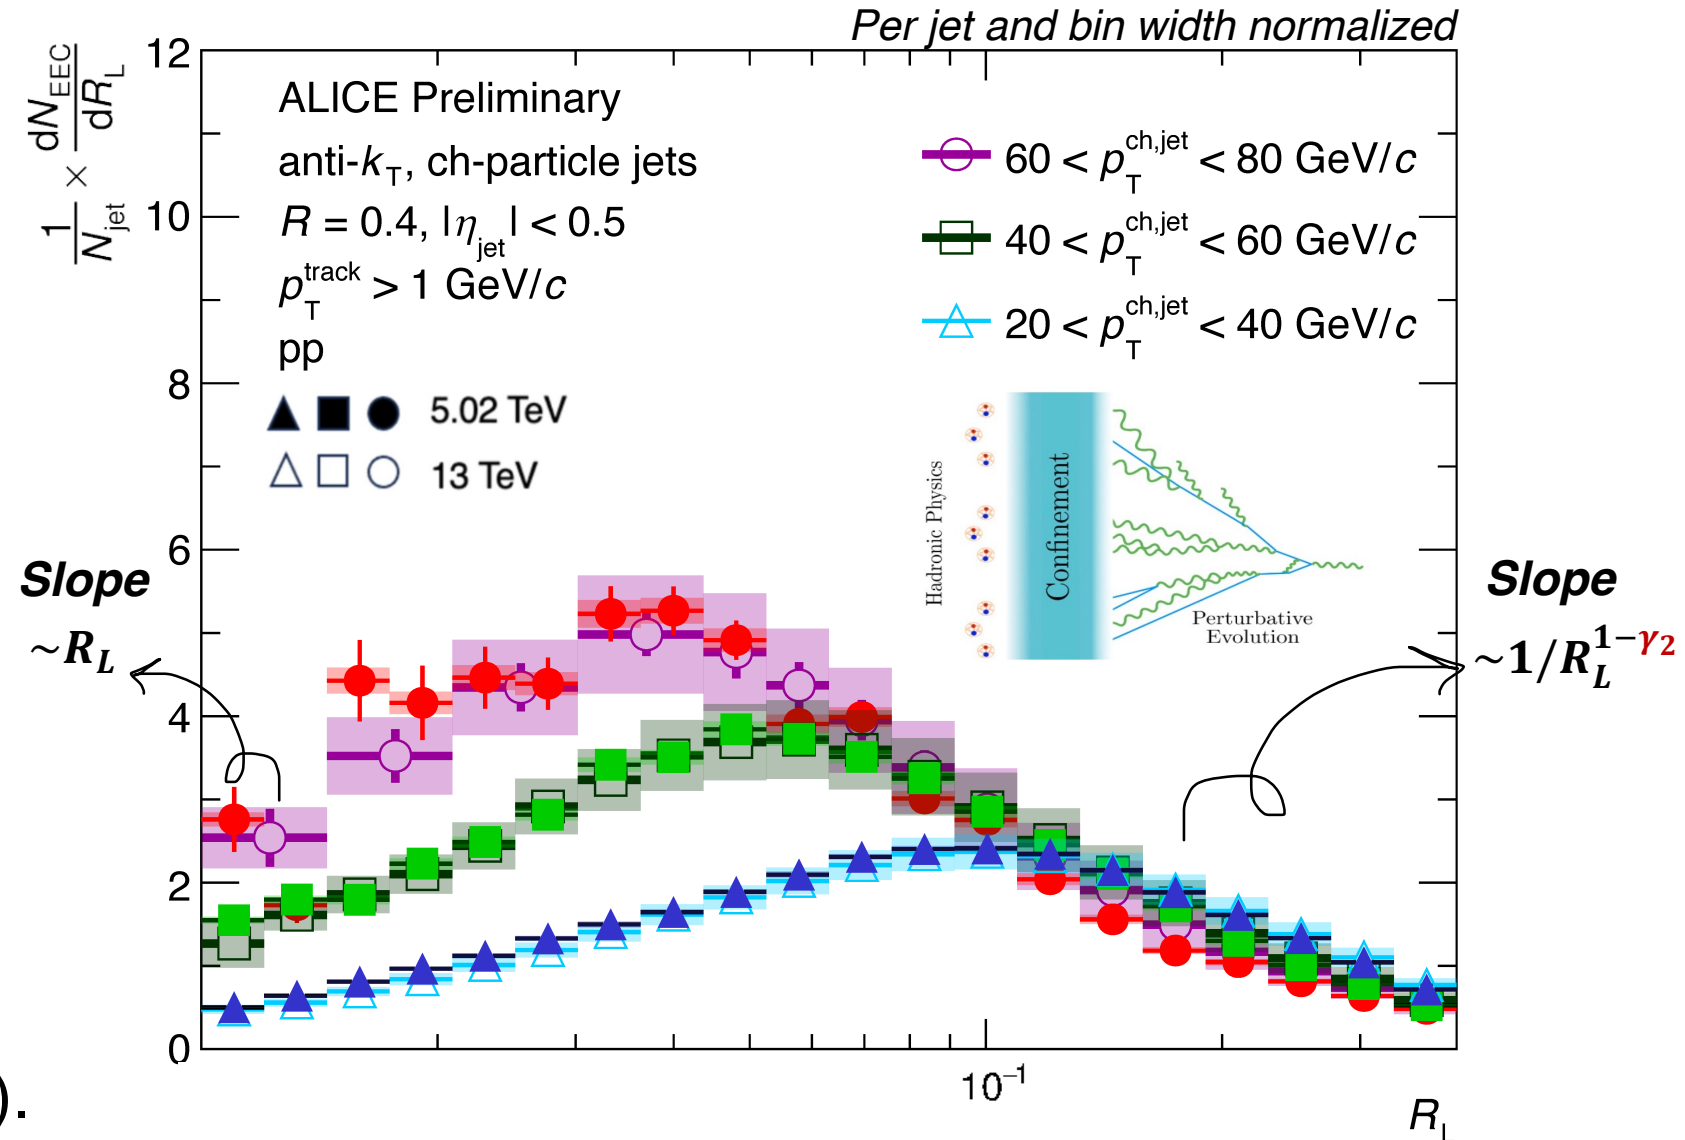 Per jet and bin width normalized
1/N_jet × dN_EEC/dR_L
12
10
8
6
4
2
0
ALICE Preliminary
anti-k_T, ch-particle jets
R = 0.4, |η_jet| < 0.5
p_T^track > 1 GeV/c
pp
5.02 TeV
13 TeV
60 < p_T^ch,jet < 80 GeV/c
40 < p_T^ch,jet < 60 GeV/c
20 < p_T^ch,jet < 40 GeV/c
Hadronic Physics
Confinement
Perturbative
Evolution
Slope
~R_L
Slope
~1/R_L^1−γ_2
10^−1
R_L
).